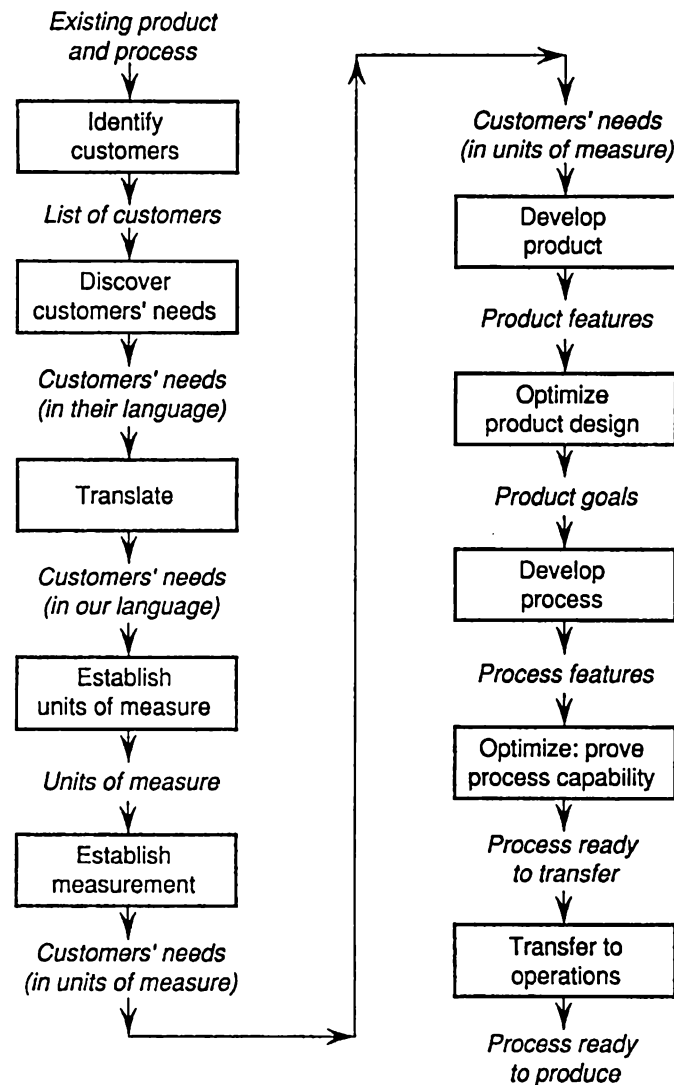 Existing product
and process
Identify
customers
List of customers
Discover
customers' needs
Customers' needs
(in their language)
Translate
Customers' needs
(in our language)
Establish
units of measure
Units of measure
Establish
measurement
Customers' needs
(in units of measure)
Customers' needs
(in units of measure)
Develop
product
Product features
Optimize
product design
Product goals
Develop
process
Process features
Optimize: prove
process capability
Process ready
to transfer
Transfer to
operations
Process ready
to produce